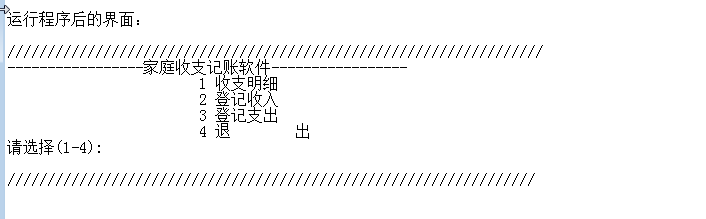 运行程序后的界面：
///////////////////////////////////////////////////////////////////
-----------------家庭收支记账软件-----------------
1 收支明细
2 登记收入
3 登记支出
4 退        出
请选择(1-4):
//////////////////////////////////////////////////////////////////